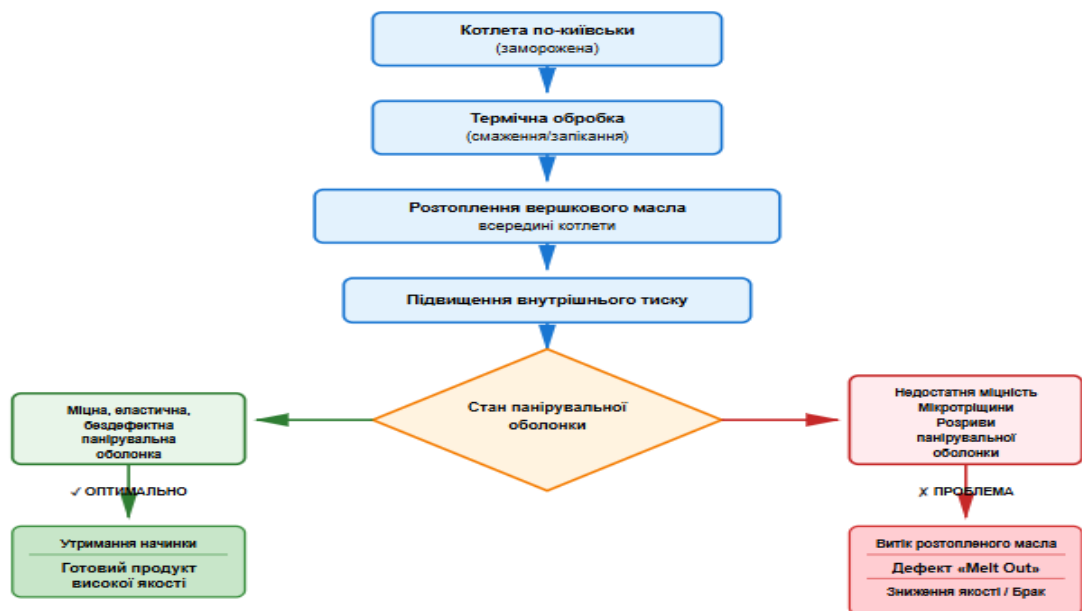 Котлета по-київськи
(заморожена)
Термічна обробка
(смаження/запікання)
Розтоплення вершкового масла
всередині котлети
Підвищення внутрішнього тиску
Стан панірувальної
оболонки
Міцна, еластична,
бездефектна
панірувальна
оболонка
✓ ОПТИМАЛЬНО
Утримання начинки
Готовий продукт
високої якості
Недостатня міцність
Мікротріщини
Розриви
панірувальної
оболонки
✗ ПРОБЛЕМА
Витік розтопленого масла
Дефект «Melt Out»
Зниження якості / Брак